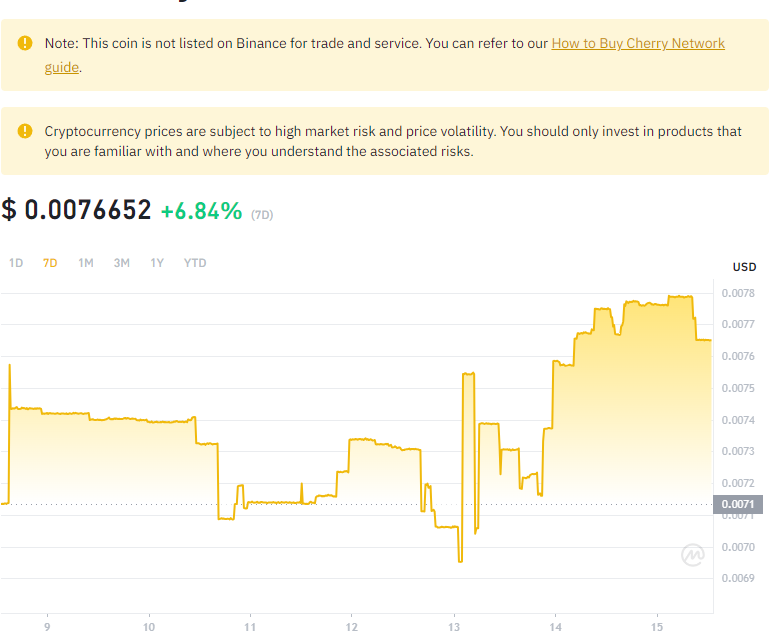 Note: This coin is not listed on Binance for trade and service. You can refer to our How to Buy Cherry Network
guide.
Cryptocurrency prices are subject to high market risk and price volatility. You should only invest in products that
you are familiar with and where you understand the associated risks.
$ 0.0076652 +6.84% (7D)
1D 7D 1M 3M 1Y YTD
USD
0.0078
0.0077
0.0076
0.0075
0.0074
0.0073
0.0072
0.0071
0.0071
0.0070
0.0069
9 10 11 12 13 14 15